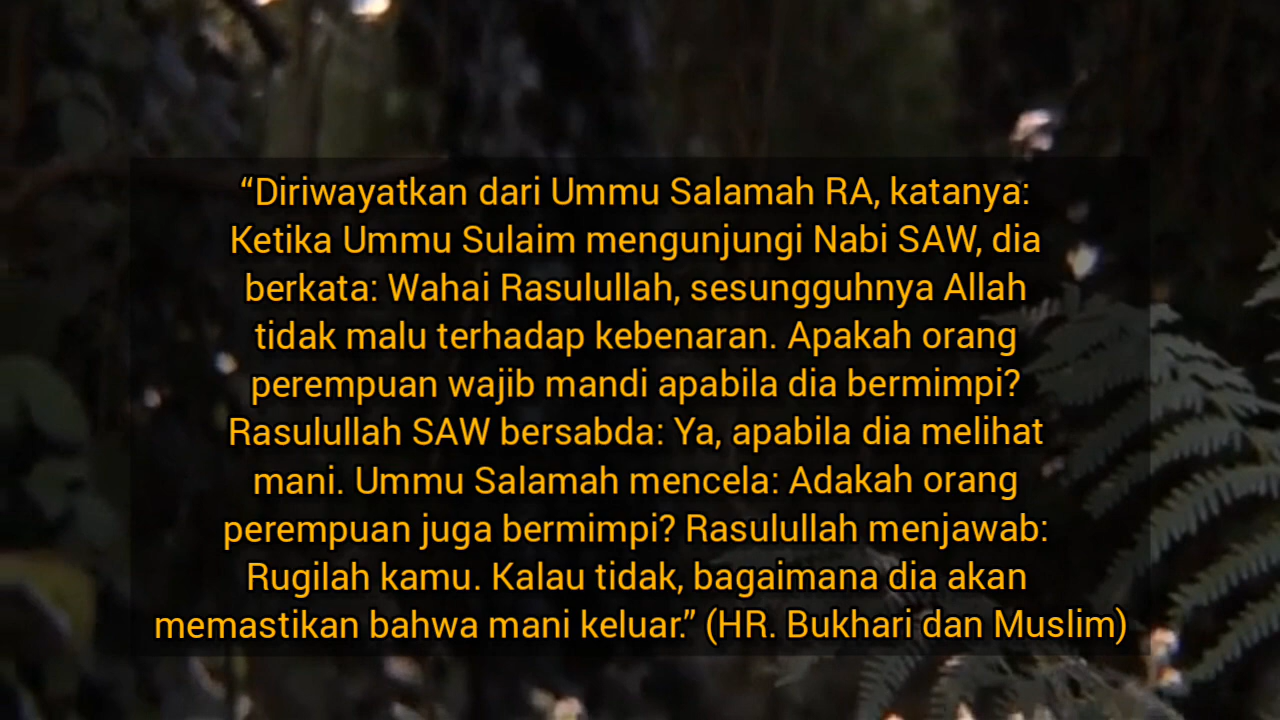 “Diriwayatkan dari Ummu Salamah RA, katanya:
Ketika Ummu Sulaim mengunjungi Nabi SAW, dia
berkata: Wahai Rasulullah, sesungguhnya Allah
tidak malu terhadap kebenaran. Apakah orang
perempuan wajib mandi apabila dia bermimpi?
Rasulullah SAW bersabda: Ya, apabila dia melihat
mani. Ummu Salamah mencela: Adakah orang
perempuan juga bermimpi? Rasulullah menjawab:
Rugilah kamu. Kalau tidak, bagaimana dia akan
memastikan bahwa mani keluar.” (HR. Bukhari dan Muslim)